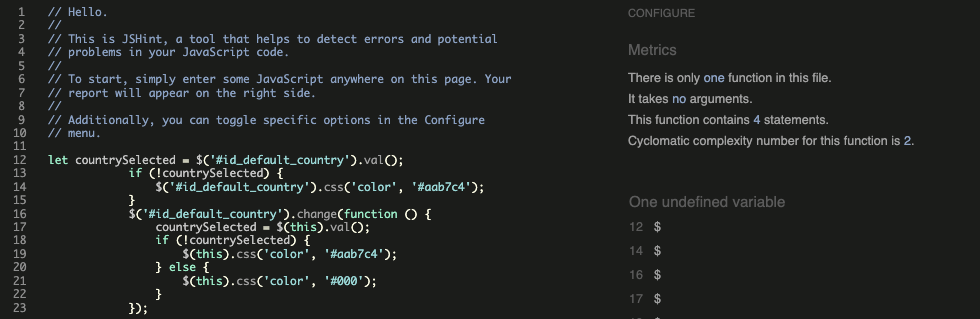 1 // Hello.
2 //
3 // This is JSHint, a tool that helps to detect errors and potential
4 // problems in your JavaScript code.
5 //
6 // To start, simply enter some JavaScript anywhere on this page. Your
7 // report will appear on the right side.
8 //
9 // Additionally, you can toggle specific options in the Configure
10 // menu.
11
12 let countrySelected = $('#id_default_country').val();
13 if (!countrySelected) {
14 $('#id_default_country').css('color', '#aab7c4');
15 }
16 $('#id_default_country').change(function () {
17 countrySelected = $(this).val();
18 if (!countrySelected) {
19 $(this).css('color', '#aab7c4');
20 } else {
21 $(this).css('color', '#000');
22 }
23 });
CONFIGURE
Metrics
There is only one function in this file.
It takes no arguments.
This function contains 4 statements.
Cyclomatic complexity number for this function is 2.
One undefined variable
12 $
14 $
16 $
17 $